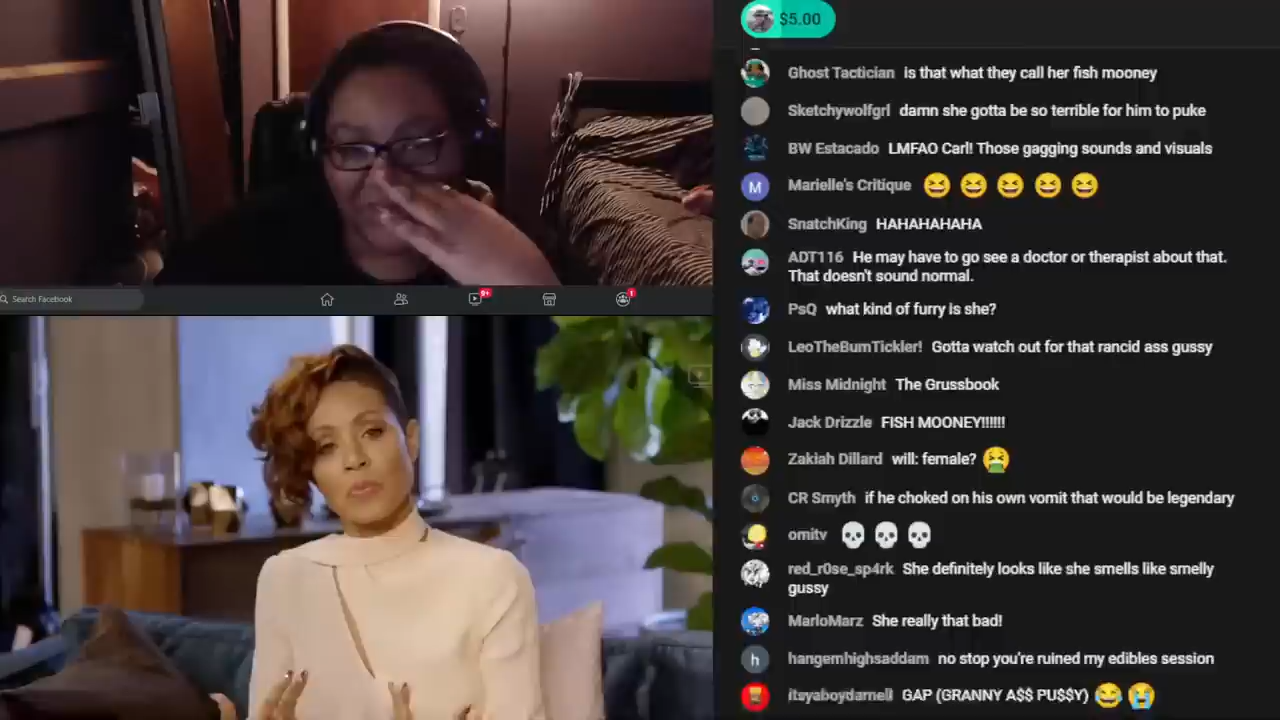 $5.00
Ghost Tactician is that what they call her fish mooney
Sketchywolfgrl damn she gotta be so terrible for him to puke
BW Estacado LMFAO Carl! Those gagging sounds and visuals
M Marielle's Critique 😆 😆 😆 😆 😆
SnatchKing HAHAHAHAHA
ADT116 He may have to go see a doctor or therapist about that.
That doesn't sound normal.
PsQ what kind of furry is she?
LeoTheBumTickler! Gotta watch out for that rancid ass gussy
Miss Midnight The Grussbook
Jack Drizzle FISH MOONEY!!!!!!
Zakiah Dillard will: female? 🤮
CR Smyth if he choked on his own vomit that would be legendary
omitv 💀 💀 💀
red_r0se_sp4rk She definitely looks like she smells like smelly
gussy
MarloMarz She really that bad!
h hangemhighsaddam no stop you're ruined my edibles session
itsyaboydarnell GAP (GRANNY A$$ PU$$Y) 😂 😭
Search Facebook
9+
1